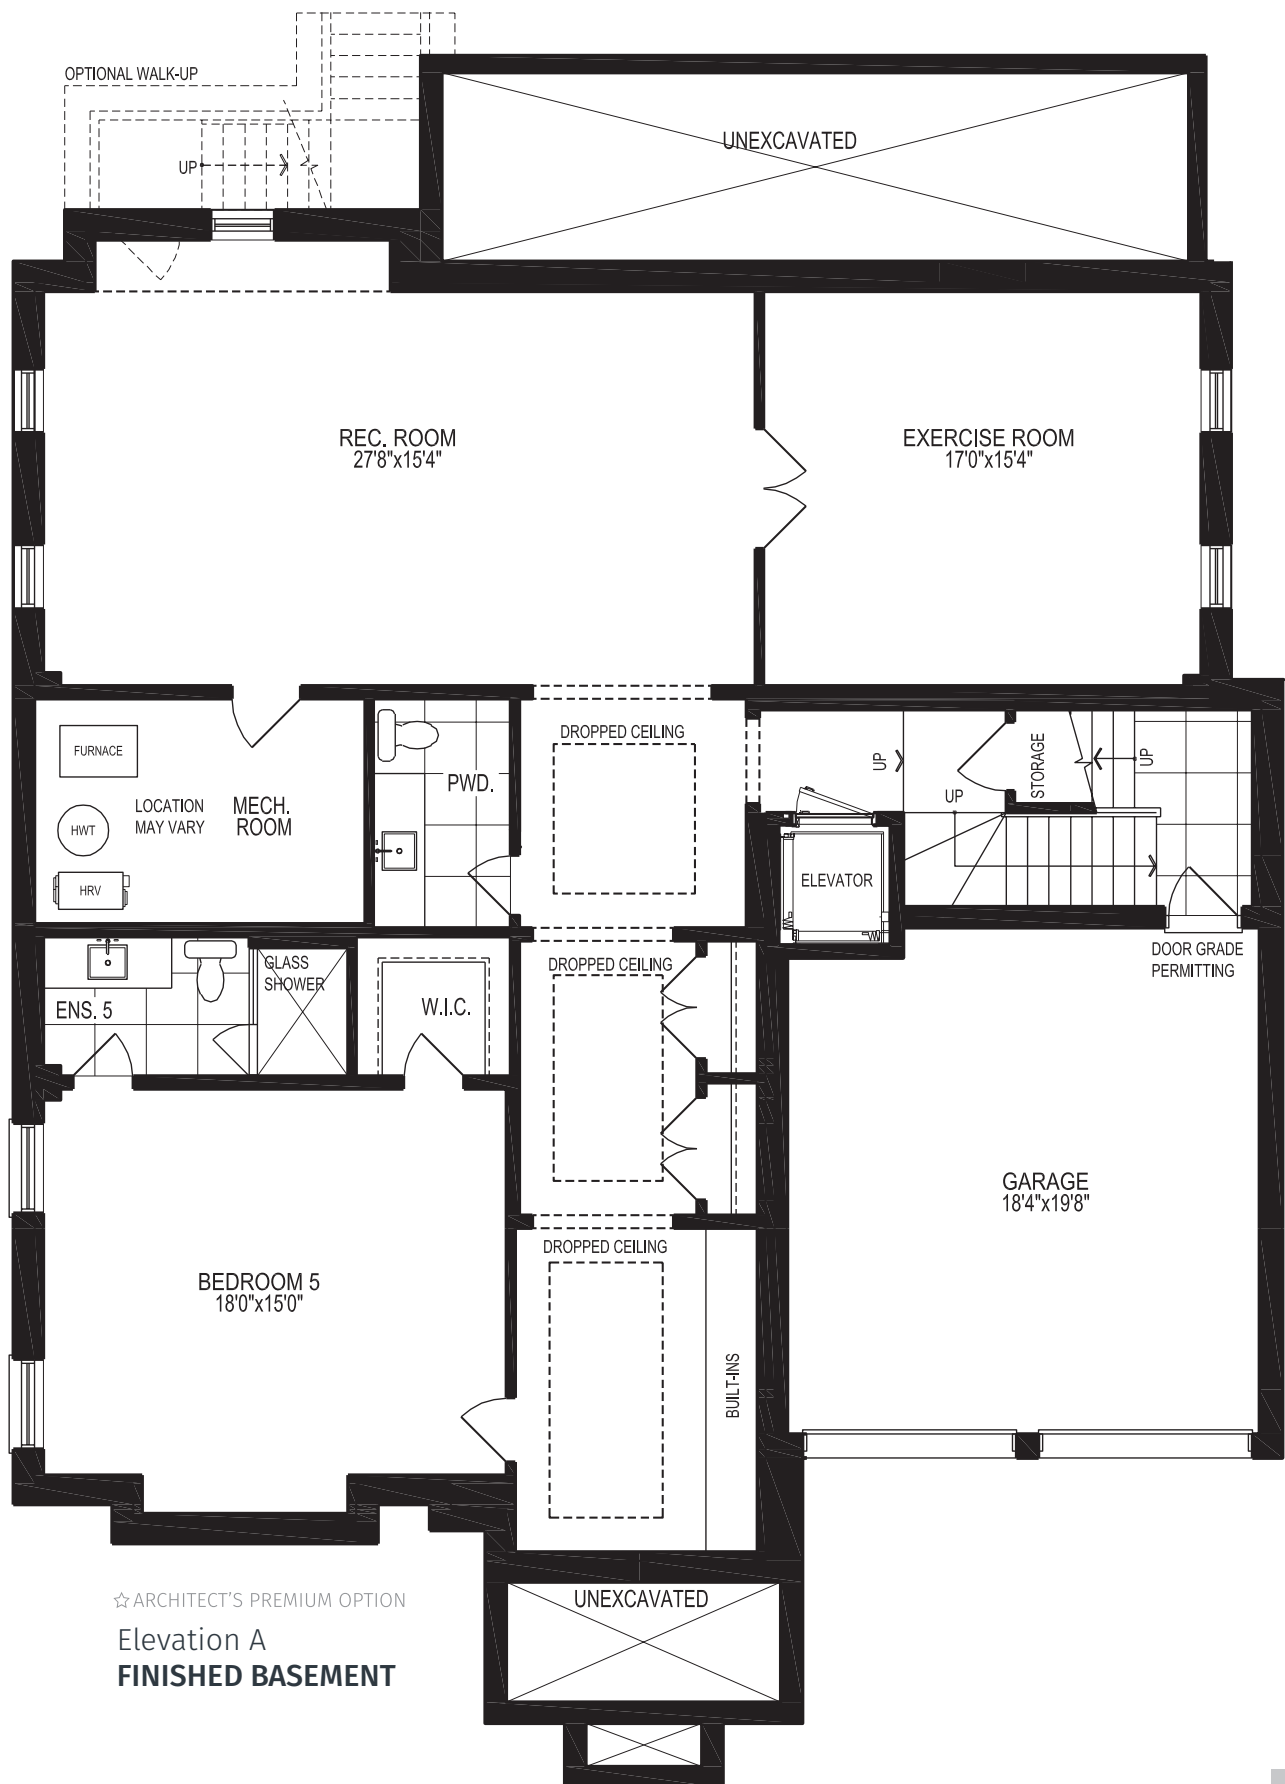 OPTIONAL WALK-UP
UNEXCAVATED
UP
REC. ROOM
27'8"x15'4"
EXERCISE ROOM
17'0"x15'4"
DROPPED CEILING
FURNACE
PWD.
UP
STORAGE
UP
UP
LOCATION
MAY VARY
MECH.
ROOM
HWT
HRV
ELEVATOR
DOOR GRADE
PERMITTING
GLASS
SHOWER
DROPPED CEILING
ENS. 5
W.I.C.
GARAGE
18'4"x19'8"
DROPPED CEILING
BEDROOM 5
18'0"x15'0"
BUILT-INS
UNEXCAVATED
☆ ARCHITECT'S PREMIUM OPTION
Elevation A
FINISHED BASEMENT